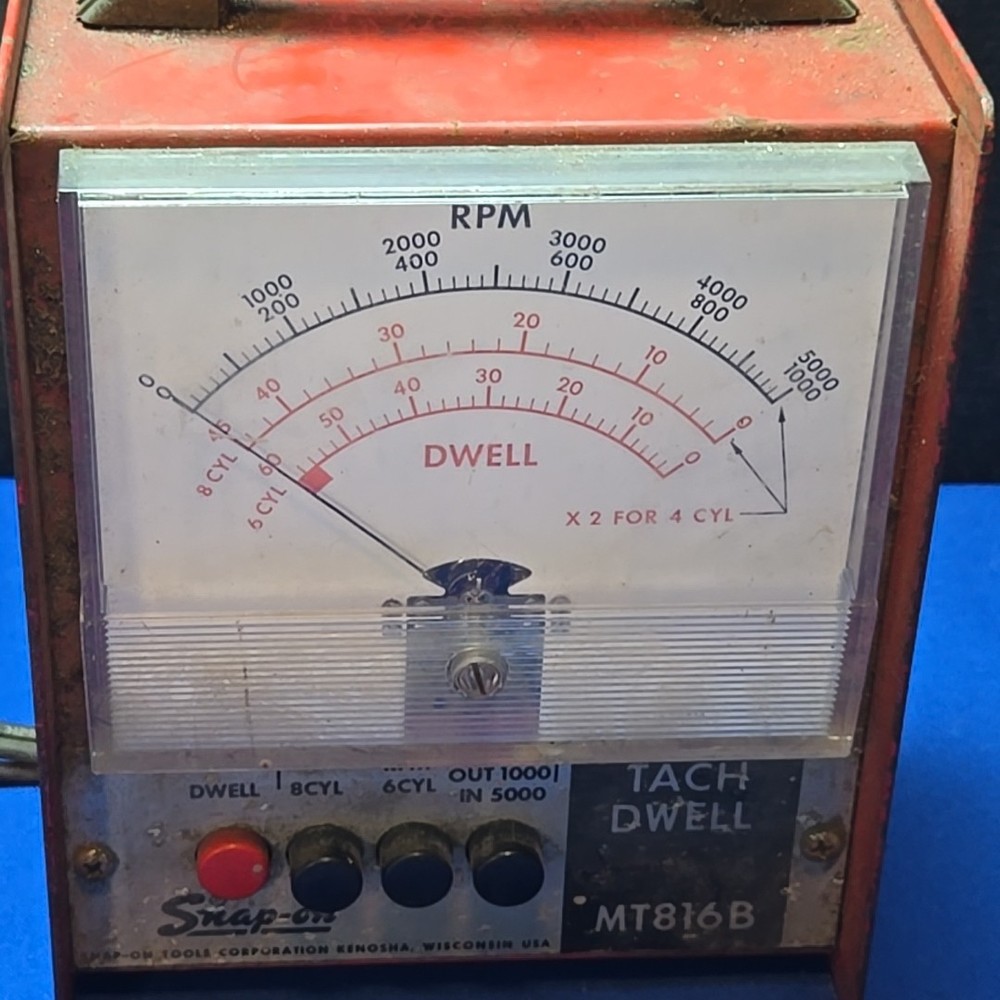 RPM
0 1000 2000 3000 4000 5000
0 200 400 600 800 1000
45 40 30 20 10 0
8 CYL
60 50 40 30 20 10 0
6 CYL
DWELL
X 2 FOR 4 CYL
DWELL | 8CYL 6CYL OUT 1000|
IN 5000
TACH
DWELL
Snap-on
MT816B
SNAP-ON TOOLS CORPORATION KENOSHA, WISCONSIN USA